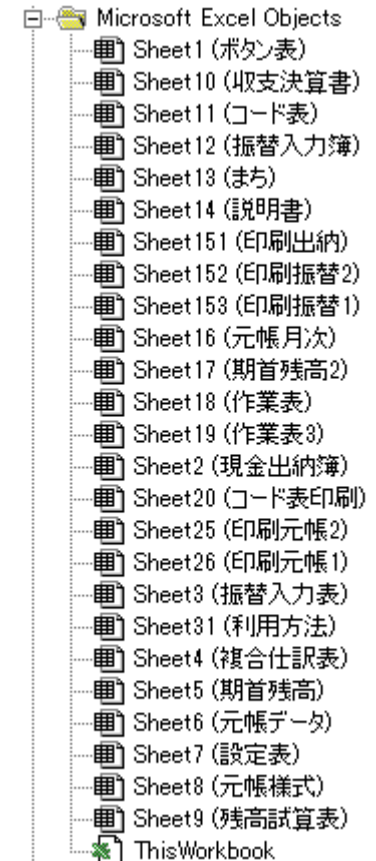 Microsoft Excel Objects
Sheet1 (ボタン表)
Sheet10 (収支決算書)
Sheet11 (コード表)
Sheet12 (振替入力簿)
Sheet13 (まち)
Sheet14 (説明書)
Sheet151 (印刷出納)
Sheet152 (印刷振替2)
Sheet153 (印刷振替1)
Sheet16 (元帳月次)
Sheet17 (期首残高2)
Sheet18 (作業表)
Sheet19 (作業表3)
Sheet2 (現金出納簿)
Sheet20 (コード表印刷)
Sheet25 (印刷元帳2)
Sheet26 (印刷元帳1)
Sheet3 (振替入力表)
Sheet31 (利用方法)
Sheet4 (複合仕訳表)
Sheet5 (期首残高)
Sheet6 (元帳データ)
Sheet7 (設定表)
Sheet8 (元帳様式)
Sheet9 (残高試算表)
ThisWorkbook